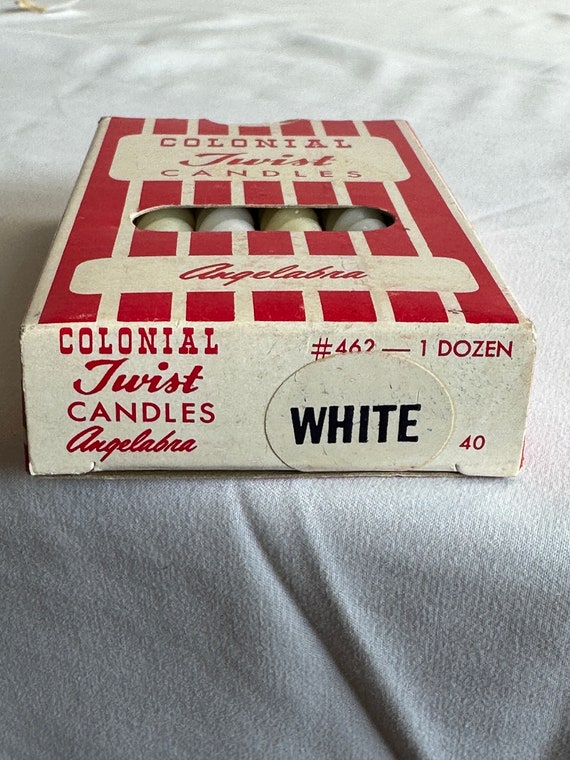 COLONIAL
Twist
CANDLES
Angelabra
COLONIAL
Twist
CANDLES
Angelabra
#462 — 1 DOZEN
WHITE
40